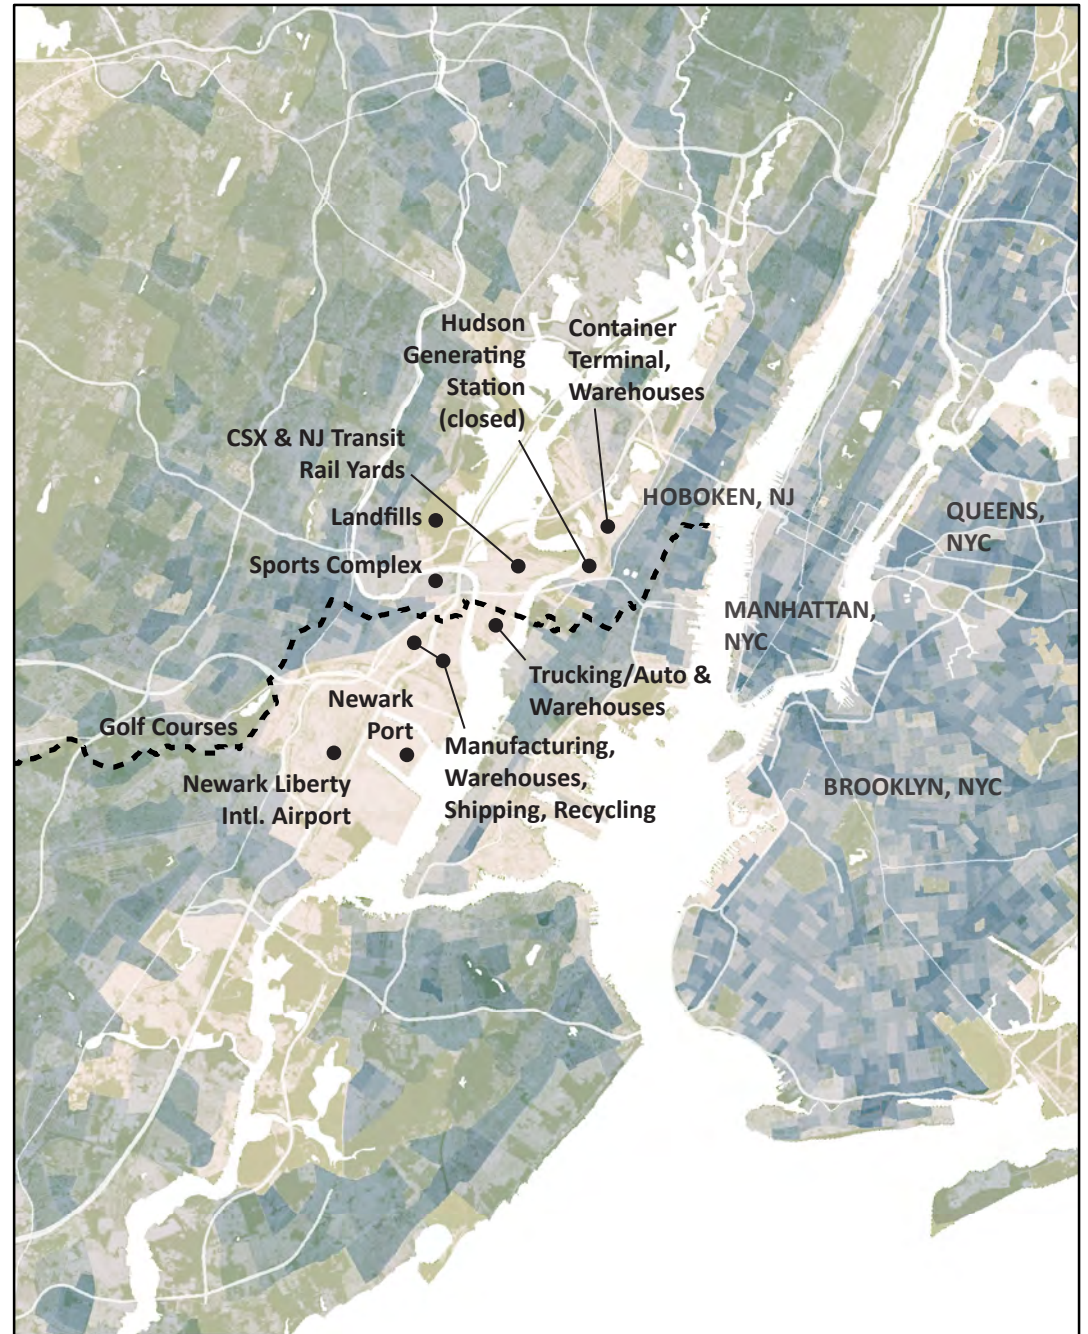 Hudson
Generating
Station
(closed)
Container
Terminal,
Warehouses
CSX & NJ Transit
Rail Yards
Landfills
Sports Complex
HOBOKEN, NJ
QUEENS,
NYC
MANHATTAN,
NYC
Trucking/Auto &
Warehouses
Newark
Port
Golf Courses
Manufacturing,
Warehouses,
Shipping, Recycling
Newark Liberty
Intl. Airport
BROOKLYN, NYC